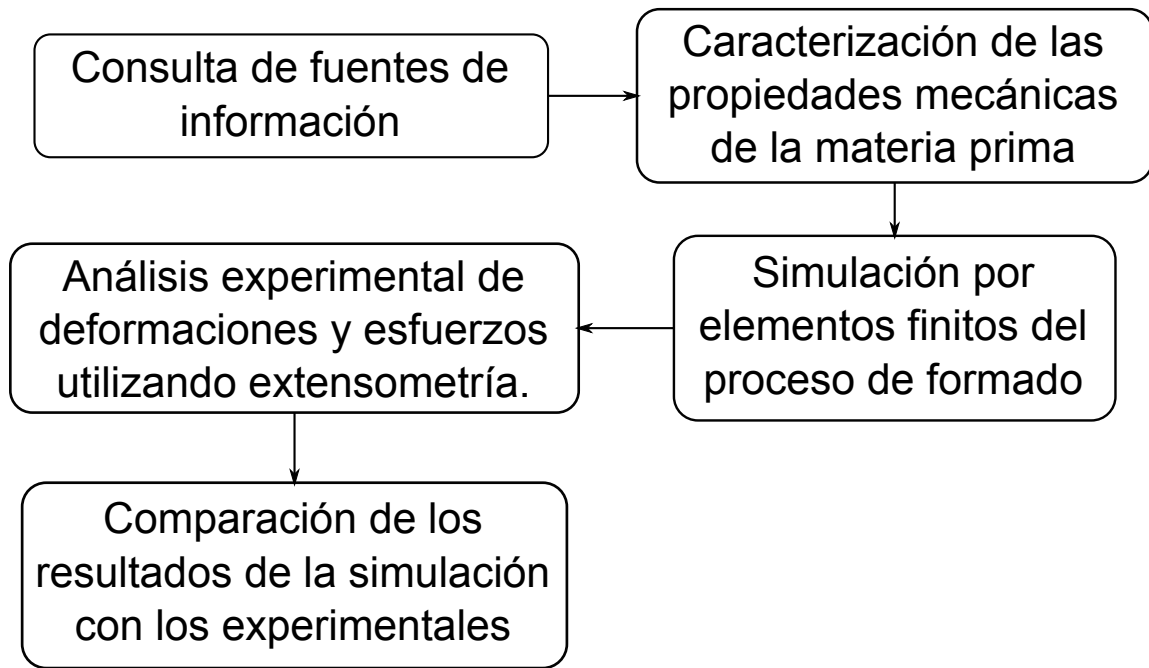 Consulta de fuentes de
información
Caracterización de las
propiedades mecánicas
de la materia prima
Simulación por
elementos finitos del
proceso de formado
Análisis experimental de
deformaciones y esfuerzos
utilizando extensometría.
Comparación de los
resultados de la simulación
con los experimentales